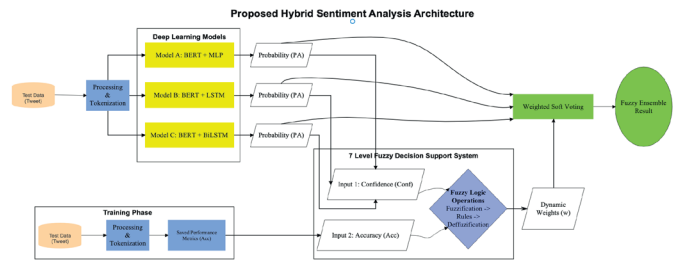 Proposed Hybrid Sentiment Analysis Architecture
Deep Learning Models
Model A: BERT + MLP
Probability (PA)
Test Data
(Tweet)
Processing
&
Tokenization
Model B: BERT + LSTM
Probability (PA)
Weighted Soft Voting
Fuzzy Ensemble
Result
Model C: BERT + BiLSTM
Probability (PA)
7 Level Fuzzy Decision Support System
Input 1: Confidence (Conf)
Fuzzy Logic
Operations
Fuzzification ->
Rules ->
Deffuzification
Dynamic
Weights (w)
Training Phase
Test Data
(Tweet)
Processing
&
Tokenization
Saved Performance
Metrics (Acc)
Input 2: Accuracy (Acc)